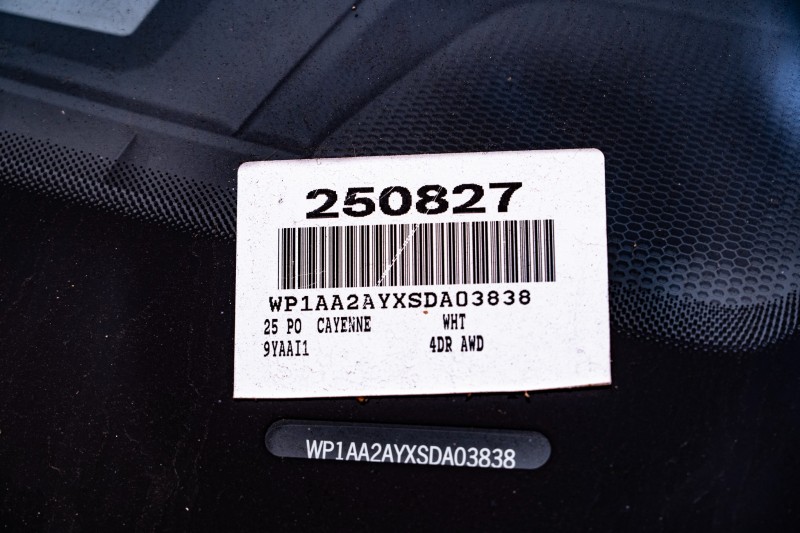 250827
WP1AA2AYXSDA03838
25 PO CAYENNE WHT
9YAAI1 4DR AWD
WP1AA2AYXSDA03838